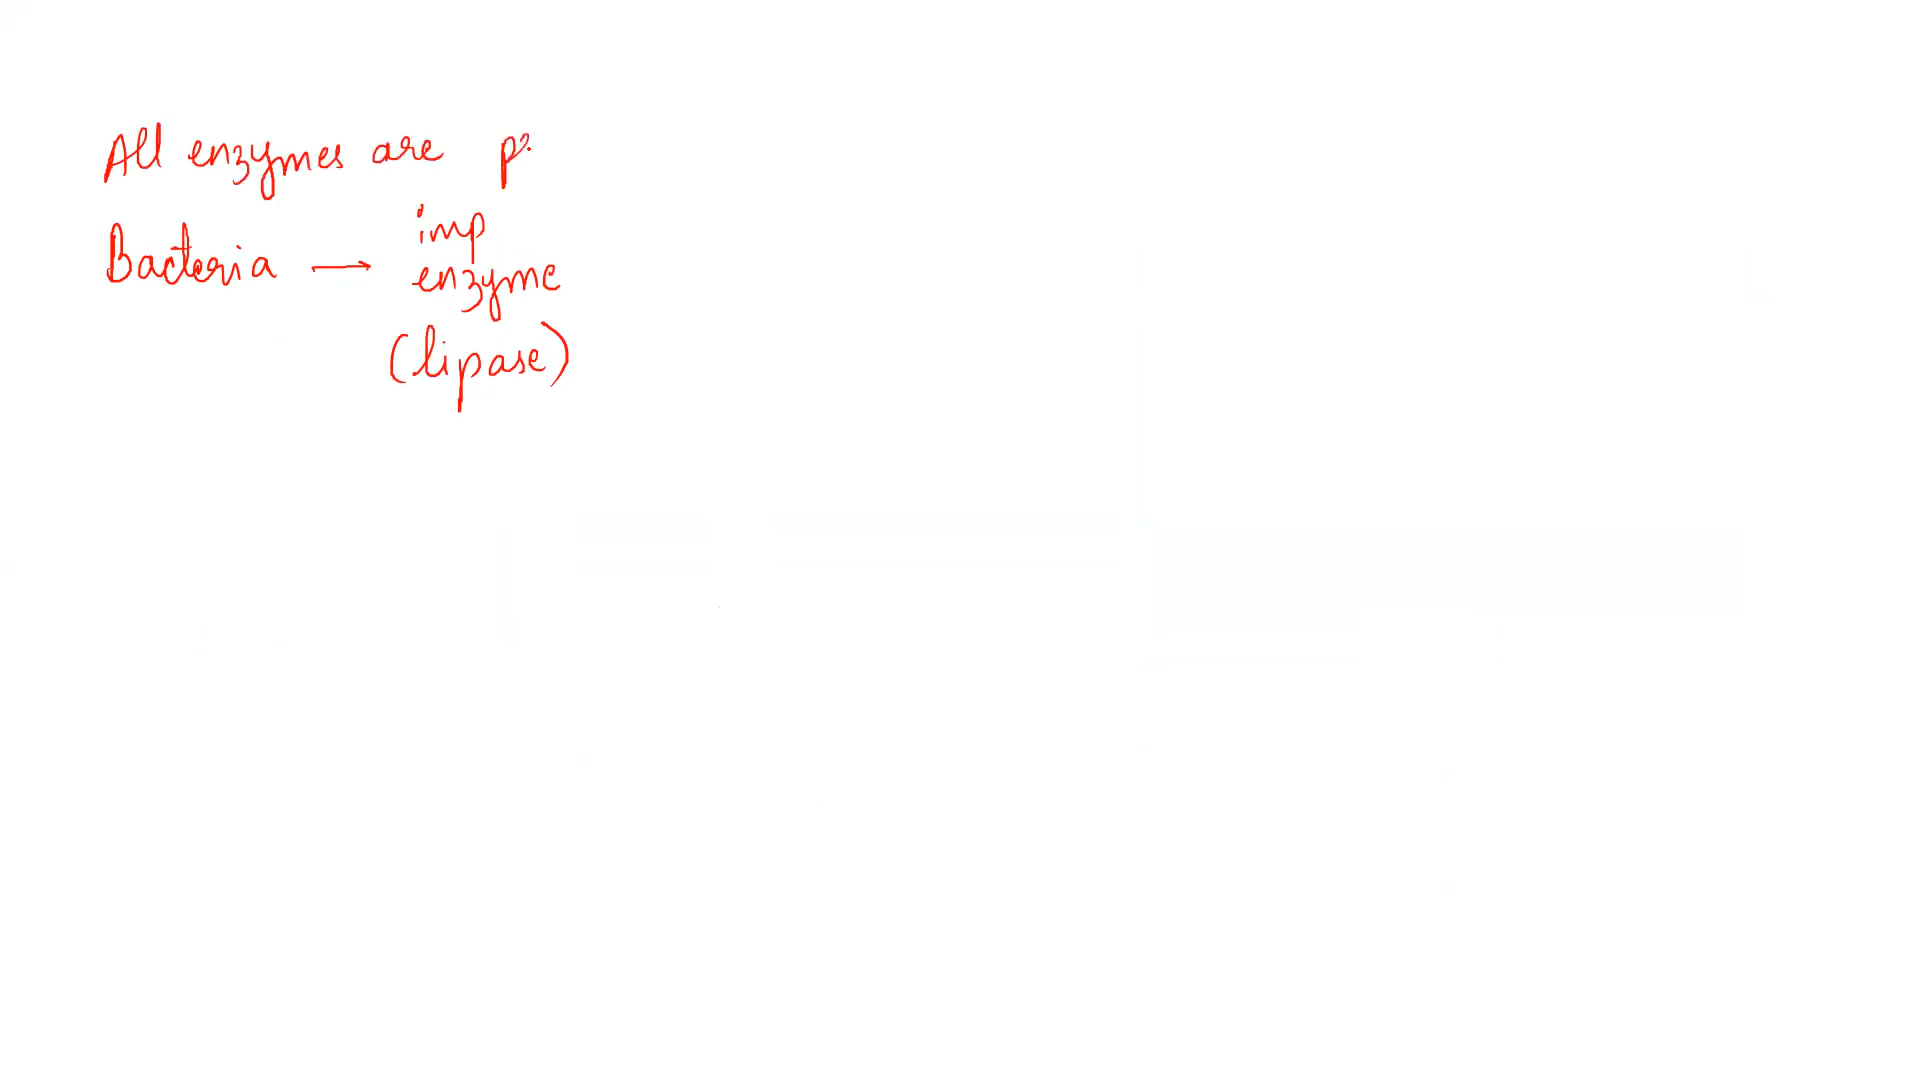 All enzymes are p
imp
Bacteria → enzyme
(lipase)